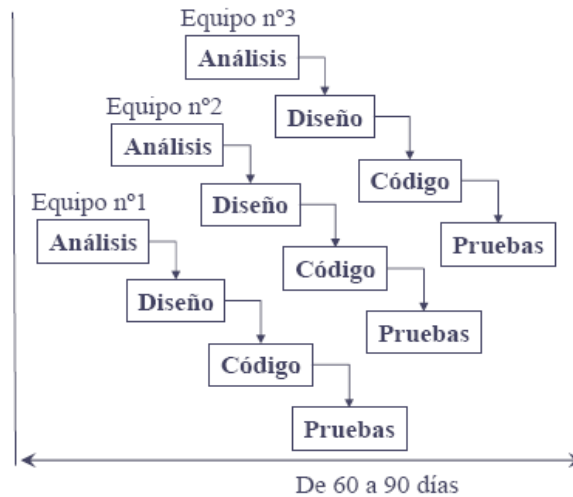 Equipo nº3
Análisis
Diseño
Código
Pruebas
Equipo nº2
Análisis
Diseño
Código
Pruebas
Equipo nº1
Análisis
Diseño
Código
Pruebas
De 60 a 90 días